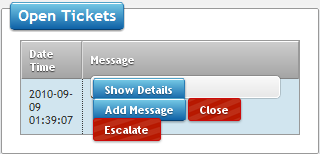 Open Tickets
Date Time
Message
2010-09-09 01:39:07
Show Details
Add Message
Close
Escalate